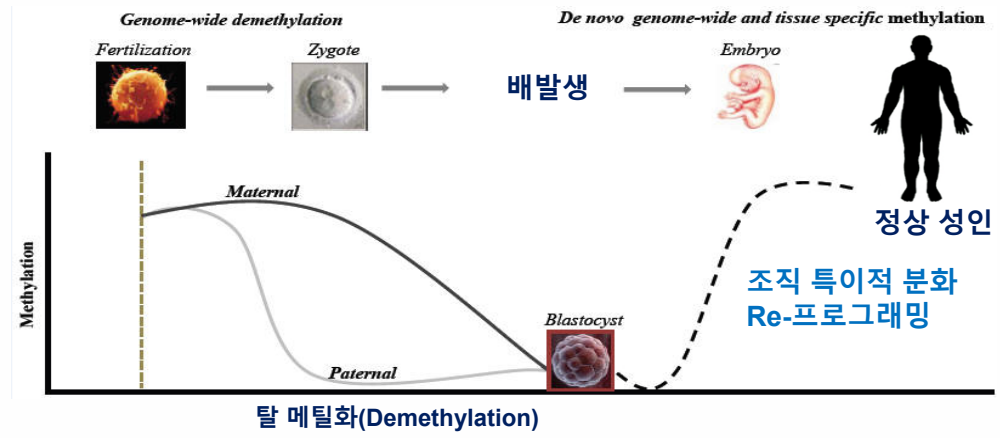 Genome-wide demethylation
De novo genome-wide and tissue specific methylation
Fertilization
Zygote
배발생
Embryo
Maternal
정상 성인
Methylation
조직 특이적 분화
Re-프로그래밍
Blastocyst
Paternal
탈 메틸화(Demethylation)